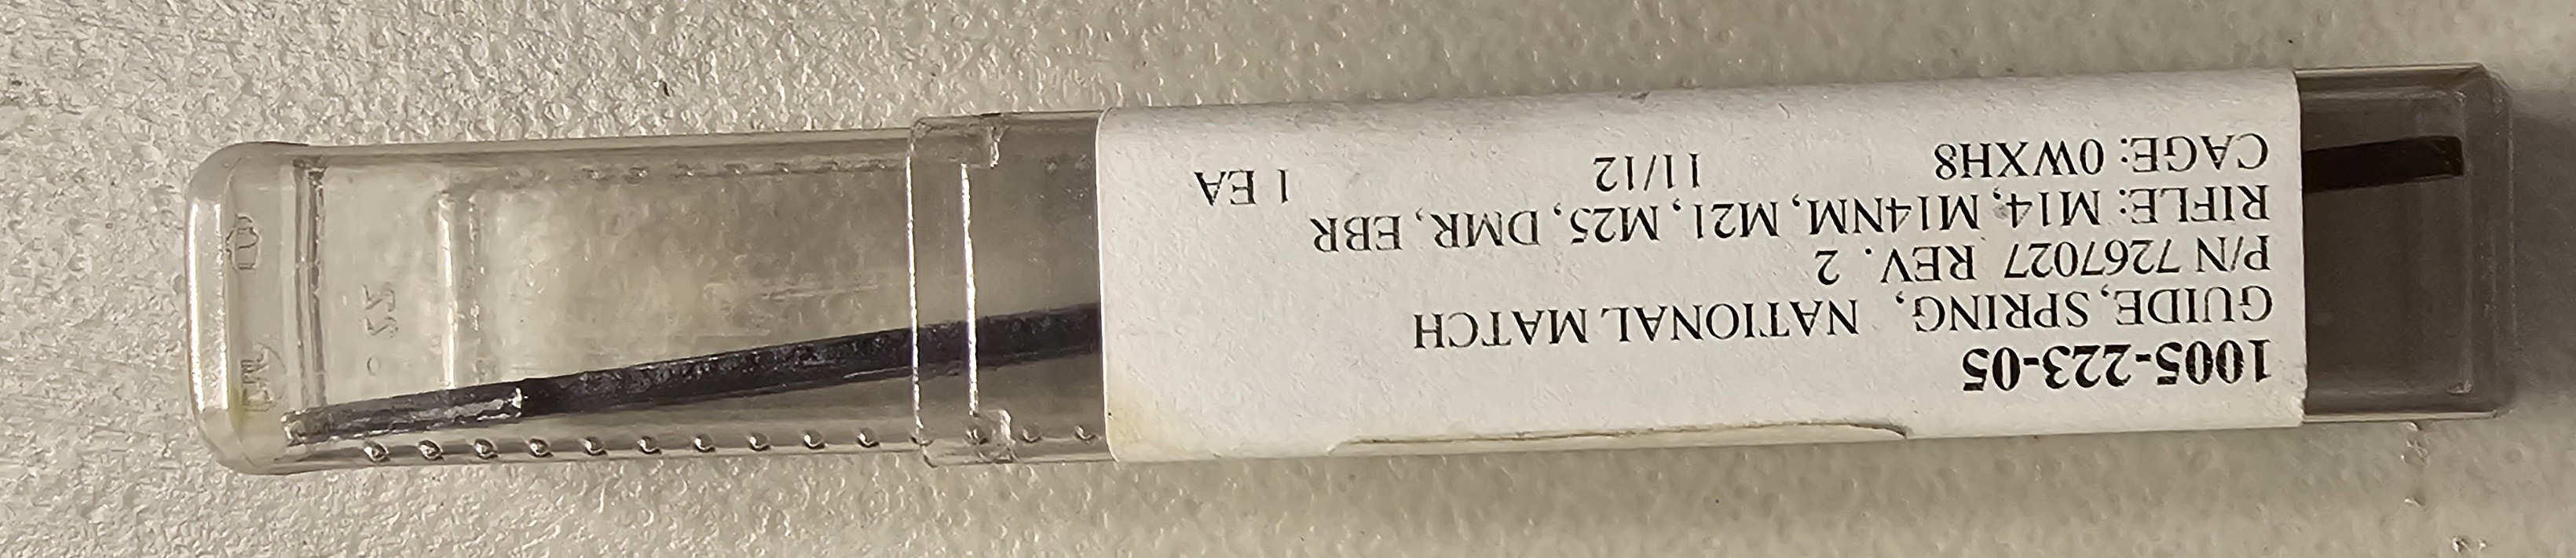 1005-223-05
GUIDE, SPRING, NATIONAL MATCH
P/N 7267027 REV. 2
RIFLE: M14, M14NM, M21, M25, DMR, EBR
CAGE: 0WXH8 11/12 1 EA
22